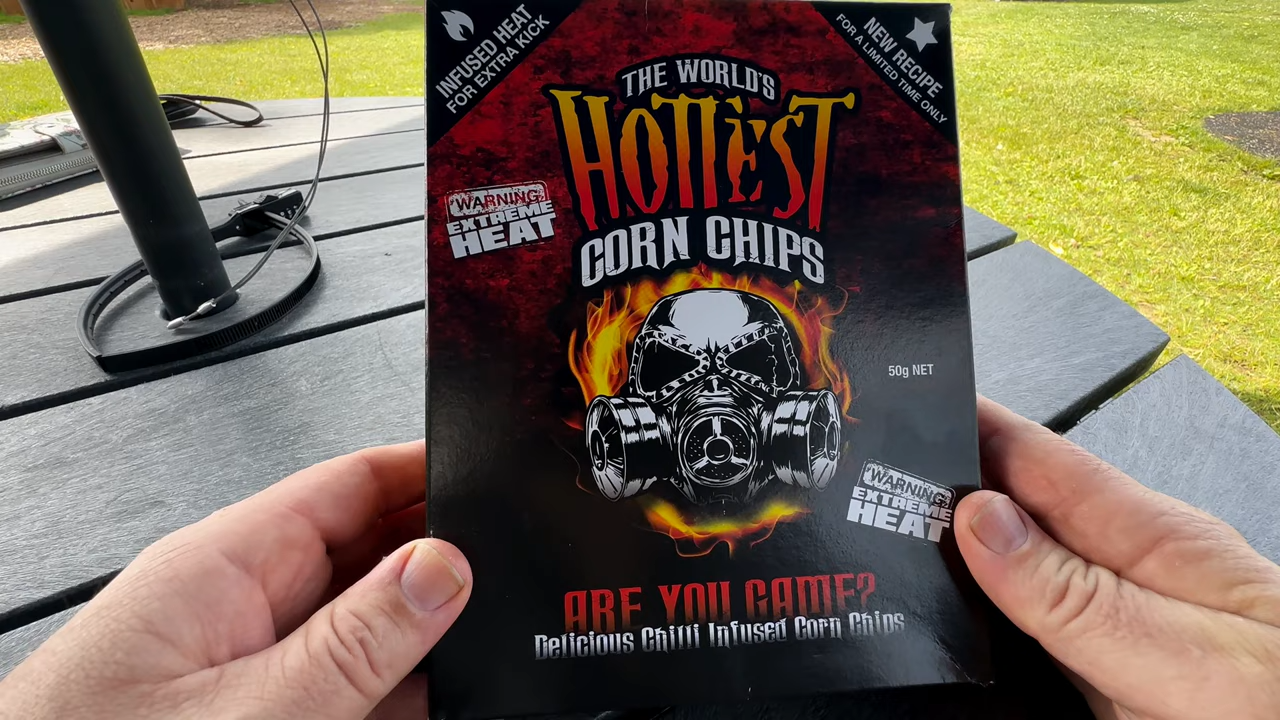 INFUSED HEAT
FOR EXTRA KICK
NEW RECIPE
FOR A LIMITED TIME ONLY
THE WORLD'S
HOTTEST
CORN CHIPS
WARNING:
EXTREME
HEAT
50g NET
WARNING:
EXTREME
HEAT
ARE YOU GAME?
Delicious Chilli Infused Corn Chips